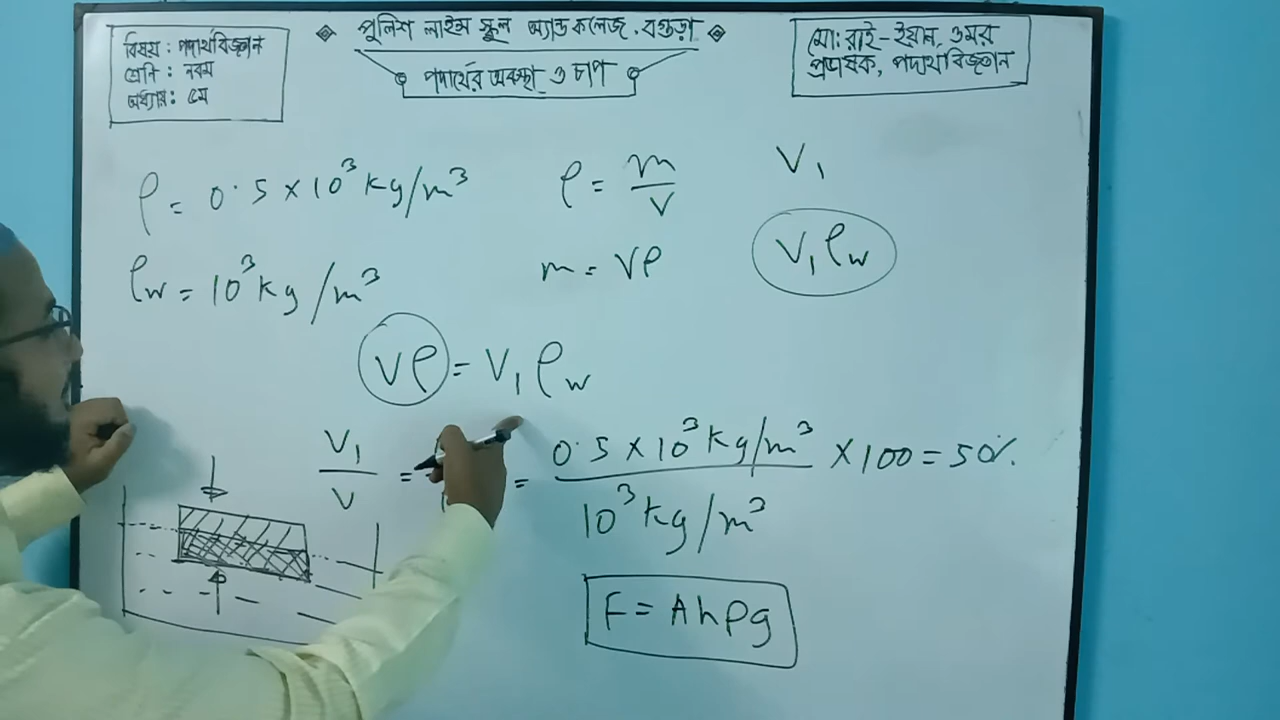 বিষয় : পদার্থবিজ্ঞান
শ্রেণি : নবম
অধ্যায় : ৫ম
পুলিশ লাইন্স স্কুল অ্যান্ড কলেজ, বগুড়া
পদার্থের অবস্থা ও চাপ
মো: রাই-ইয়ান, ওমর
প্রভাষক, পদার্থবিজ্ঞান
ρ = 0.5 × 10³ kg/m³
ρw = 10³ kg/m³
ρ = m/V
m = Vρ
V₁
V₁ρw
Vρ = V₁ρw
V₁/V =
= 0.5 × 10³ kg/m³ / 10³ kg/m³ × 100 = 50%.
F = Ahρg